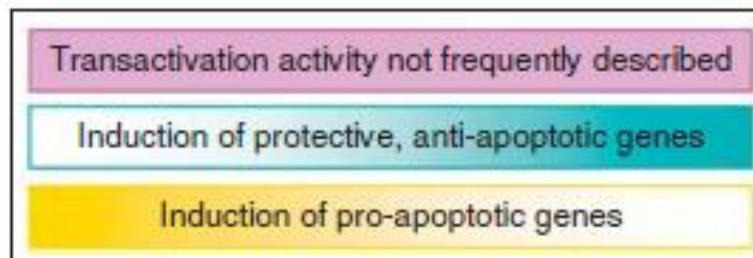 Transactivation activity not frequently described
Induction of protective, anti-apoptotic genes
Induction of pro-apoptotic genes